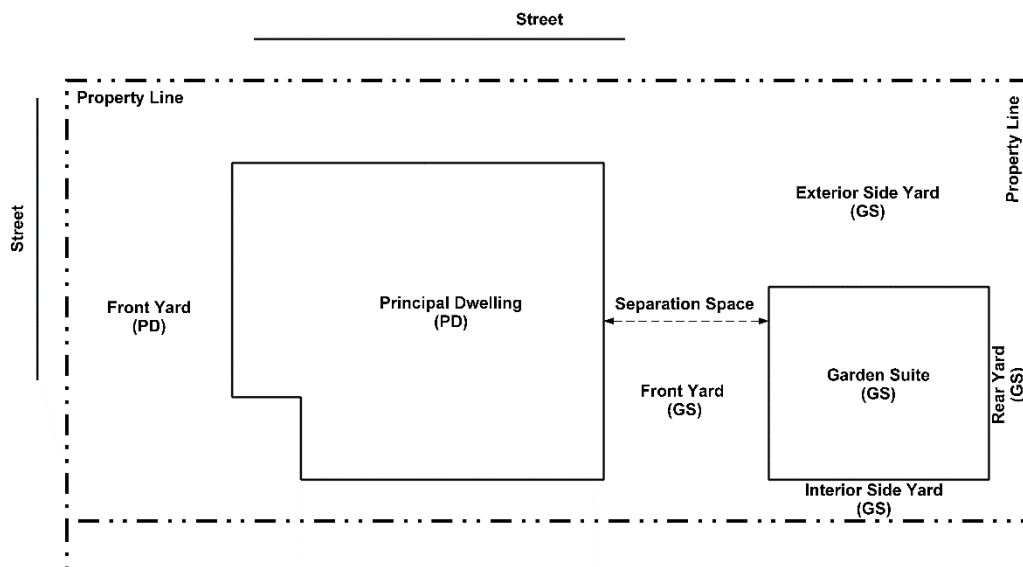 Street
Property Line
Property Line
Exterior Side Yard
(GS)
Street
Front Yard
(PD)
Principal Dwelling
(PD)
Separation Space
Garden Suite
(GS)
Front Yard
(GS)
Rear Yard
(GS)
Interior Side Yard
(GS)